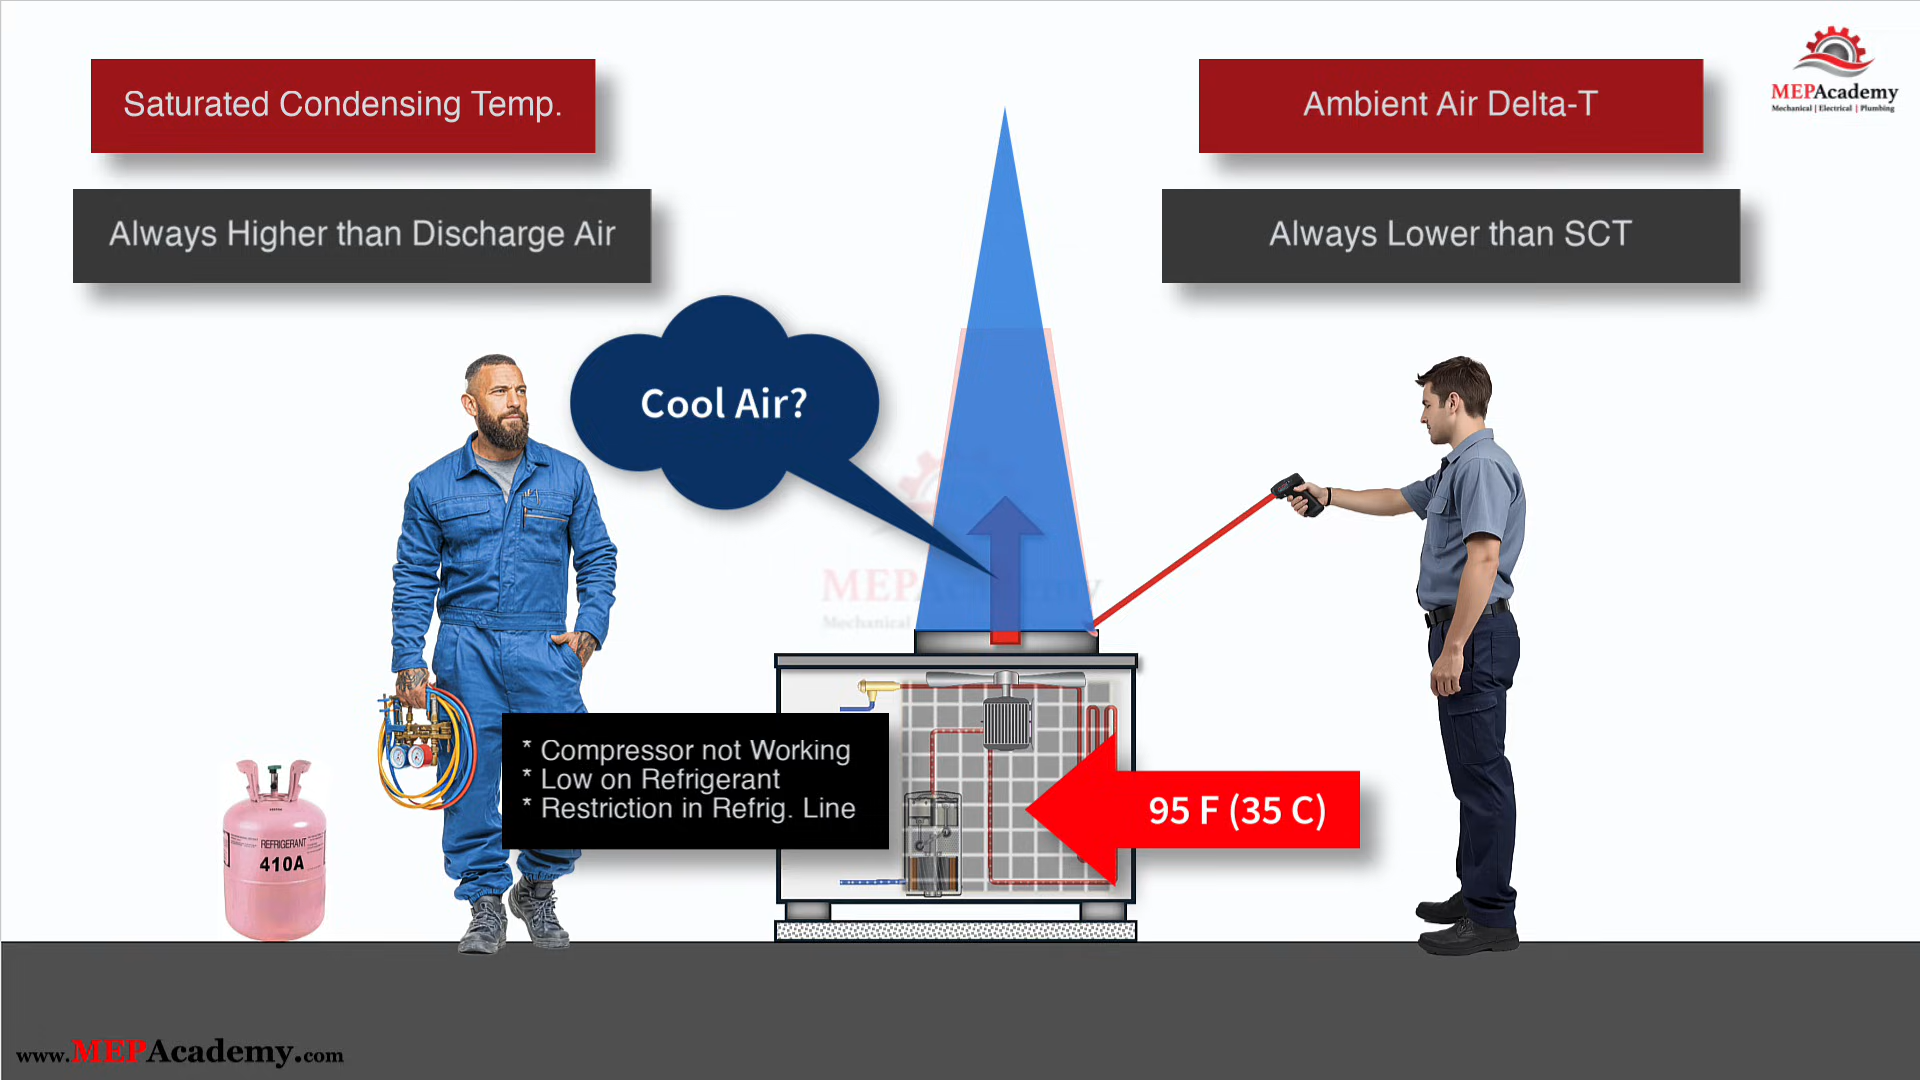 Saturated Condensing Temp.
Ambient Air Delta-T
MEPAcademy
Mechanical | Electrical | Plumbing
Always Higher than Discharge Air
Always Lower than SCT
Cool Air?
MEPAcademy
Mechanical
* Compressor not Working
* Low on Refrigerant
* Restriction in Refrig. Line
95 F (35 C)
REFRIGERANT
410A
www.MEPAcademy.com